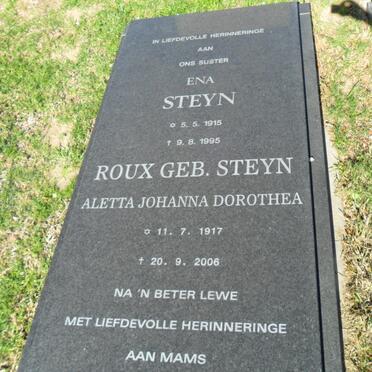 IN LIEFDEVOLLE HERINNERINGE
AAN
ONS SUSTER
ENA
STEYN
¤ 5. 5. 1915
† 9. 8. 1995
ROUX GEB. STEYN
ALETTA JOHANNA DOROTHEA
¤ 11. 7. 1917
† 20. 9. 2006
NA 'N BETER LEWE
MET LIEFDEVOLLE HERINNERINGE
AAN MAMS